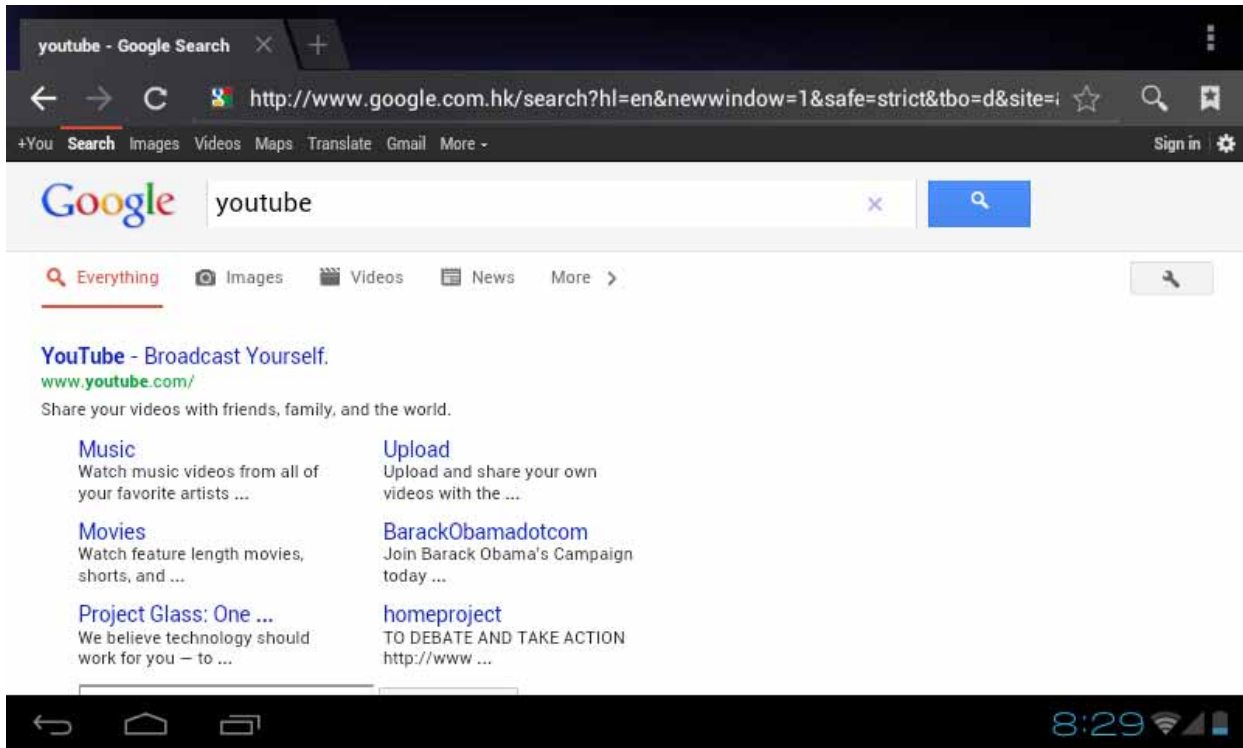 youtube - Google Search
http://www.google.com.hk/search?hl=en&newwindow=1&safe=strict&tbo=d&site=
+You Search Images Videos Maps Translate Gmail More Sign in
Google youtube
Everything Images Videos News More
YouTube - Broadcast Yourself.
www.youtube.com/
Share your videos with friends, family, and the world.
Music
Watch music videos from all of
your favorite artists ...
Upload
Upload and share your own
videos with the ...
Movies
Watch feature length movies,
shorts, and ...
BarackObamadotcom
Join Barack Obama's Campaign
today ...
Project Glass: One ...
We believe technology should
work for you — to ...
homeproject
TO DEBATE AND TAKE ACTION
http://www ...
8:29